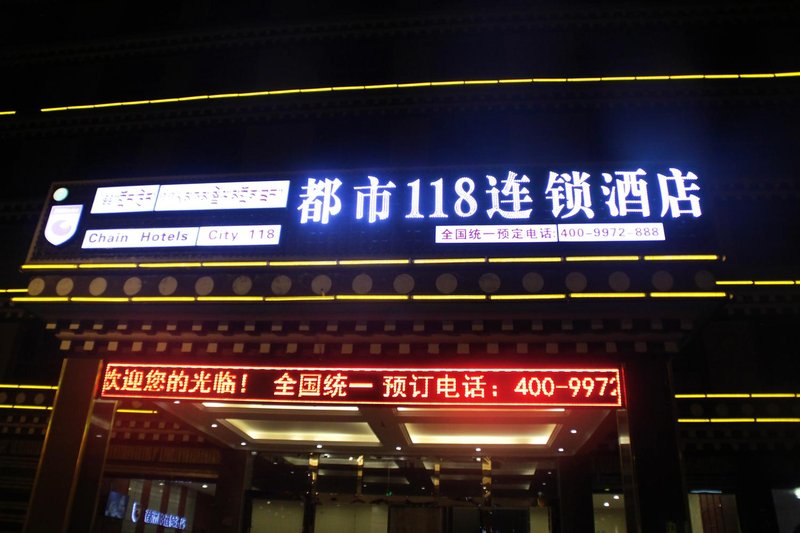 都市118连锁酒店
Chain Hotels City 118
全国统一预定电话:400-9972-888
欢迎您的光临! 全国统一 预订电话: 400-9972